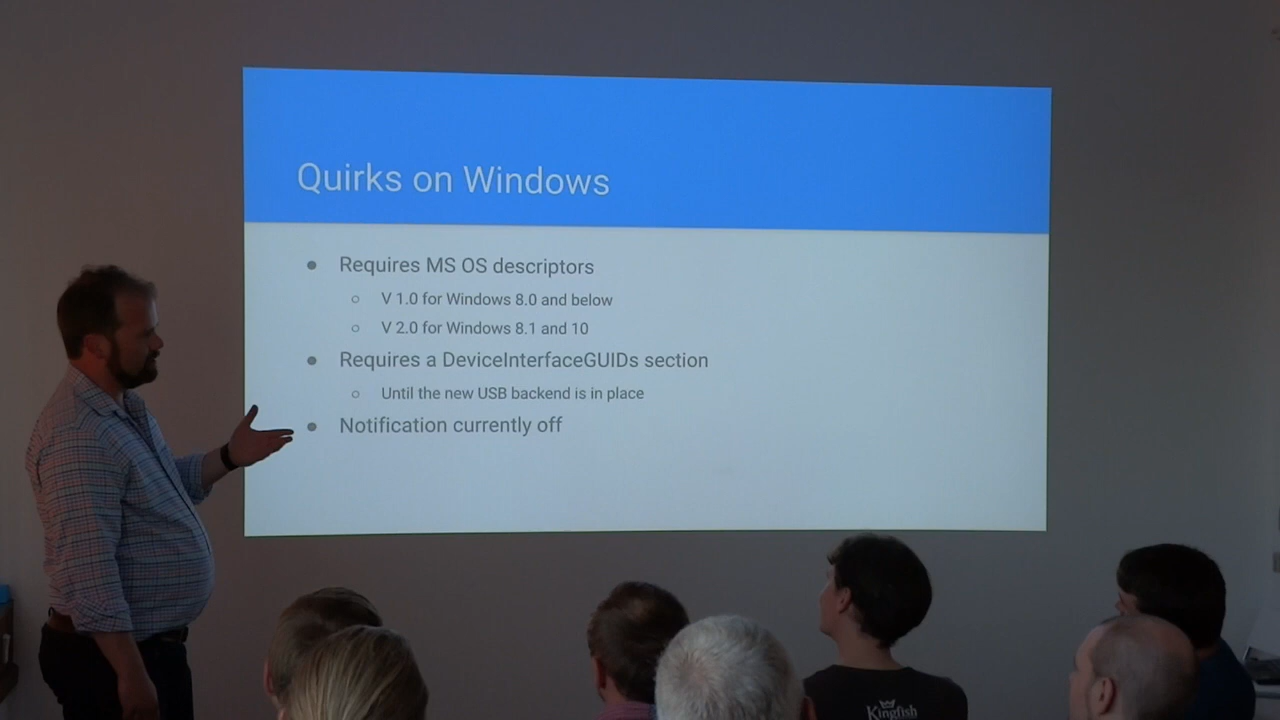 Quirks on Windows
Requires MS OS descriptors
V 1.0 for Windows 8.0 and below
V 2.0 for Windows 8.1 and 10
Requires a DeviceInterfaceGUIDs section
Until the new USB backend is in place
Notification currently off
Kingfish